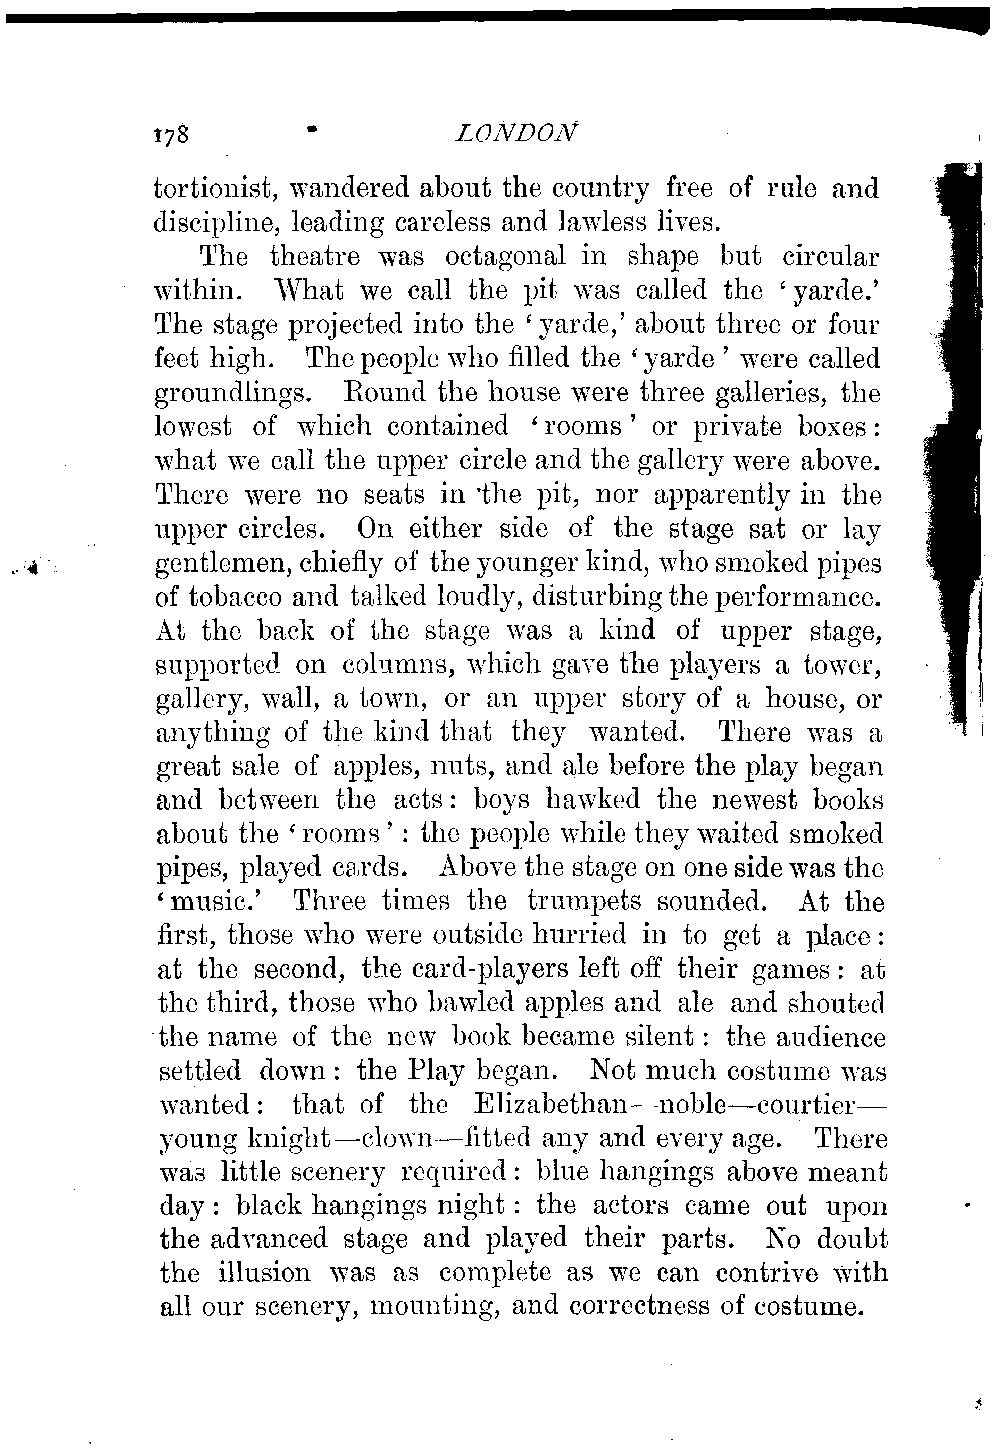 178 LONDON
tortionist, wandered about the country free of rule and
discipline, leading careless and lawless lives.
The theatre was octagonal in shape but circular
within. What we call the pit was called the ‘yarde.’
The stage projected into the ‘yarde,’ about three or four
feet high. The people who filled the ‘yarde’ were called
groundlings. Round the house were three galleries, the
lowest of which contained ‘rooms’ or private boxes:
what we call the upper circle and the gallery were above.
There were no seats in the pit, nor apparently in the
upper circles. On either side of the stage sat or lay
gentlemen, chiefly of the younger kind, who smoked pipes
of tobacco and talked loudly, disturbing the performance.
At the back of the stage was a kind of upper stage,
supported on columns, which gave the players a tower,
gallery, wall, a town, or an upper story of a house, or
anything of the kind that they wanted. There was a
great sale of apples, nuts, and ale before the play began
and between the acts: boys hawked the newest books
about the ‘rooms’: the people while they waited smoked
pipes, played cards. Above the stage on one side was the
‘music.’ Three times the trumpets sounded. At the
first, those who were outside hurried in to get a place:
at the second, the card-players left off their games: at
the third, those who bawled apples and ale and shouted
the name of the new book became silent: the audience
settled down: the Play began. Not much costume was
wanted: that of the Elizabethan—noble—courtier—
young knight—clown—fitted any and every age. There
was little scenery required: blue hangings above meant
day: black hangings night: the actors came out upon
the advanced stage and played their parts. No doubt
the illusion was as complete as we can contrive with
all our scenery, mounting, and correctness of costume.